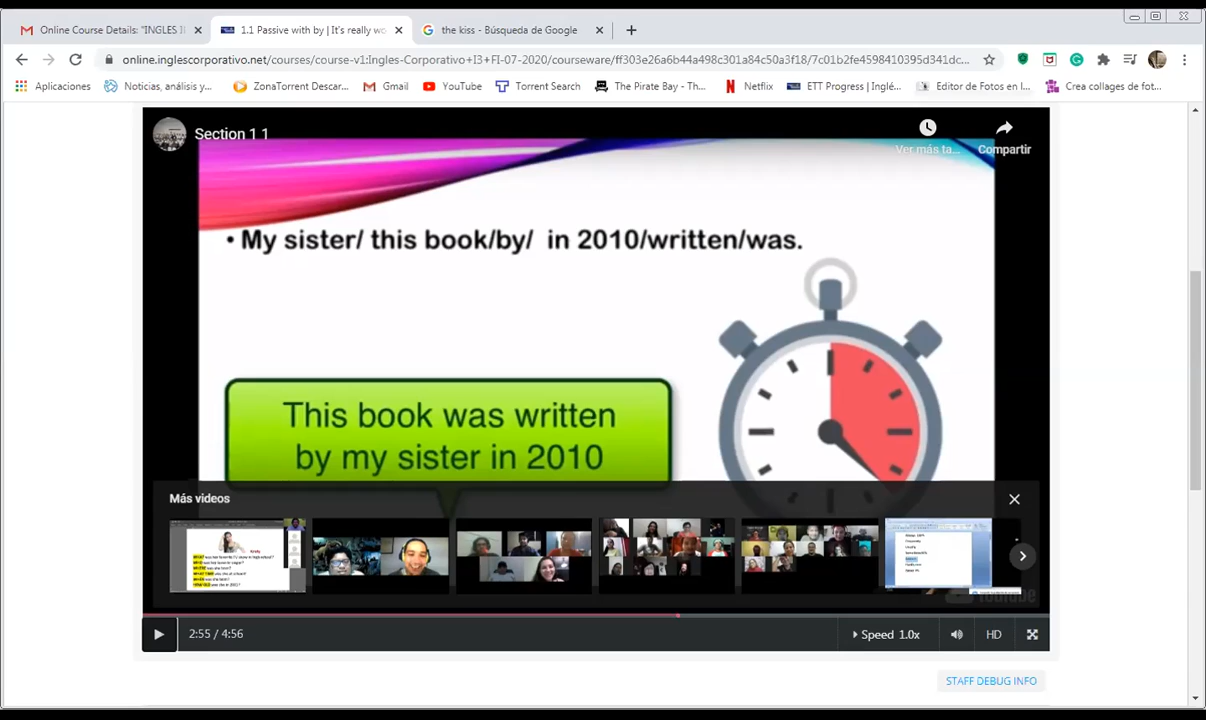 Online Course Details: "INGLES I
1.1 Passive with by | It's really wo
the kiss - Búsqueda de Google
online.inglescorporativo.net/courses/course-v1:Ingles-Corporativo+I3+FI-07-2020/courseware/ff303e26a6b44a498c301a84c50a3f18/7c01b2fe4598410395d341dc...
Aplicaciones
Noticias, análisis y...
ZonaTorrent Descar...
Gmail
YouTube
Torrent Search
The Pirate Bay - Th...
Netflix
ETT Progress | Inglé...
Editor de Fotos en l...
Crea collages de fot...
Section 1 1
Ver más ta...
Compartir
• My sister/ this book/by/ in 2010/written/was.
This book was written
by my sister in 2010
Más videos
YouTube
2:55 / 4:56
Speed 1.0x
HD
STAFF DEBUG INFO